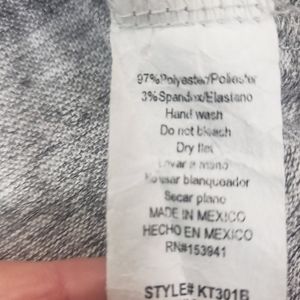 97%Polyester/Poliester
3%Spandex/Elastano
Hand wash
Do not bleach
Dry flat
Lavar a mano
No usar blanqueador
Secar plano
MADE IN MEXICO
HECHO EN MEXICO
RN#153941
STYLE# KT301B